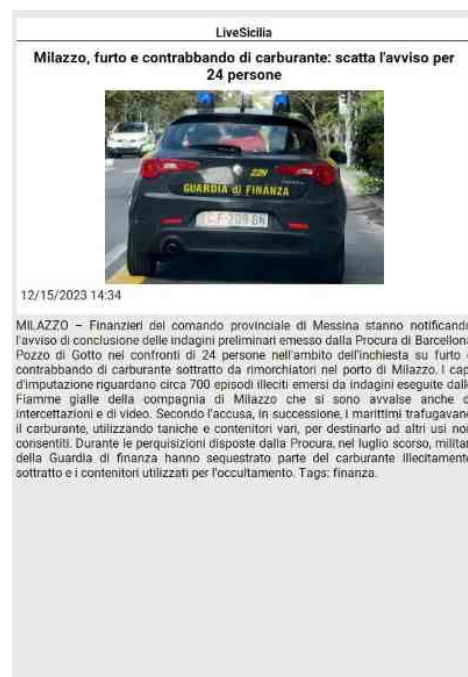 LiveSicilia
Milazzo, furto e contrabbando di carburante: scatta l'avviso per
24 persone
GUARDIA di FINANZA
12/15/2023 14:34
MILAZZO – Finanzieri del comando provinciale di Messina stanno notificando
l'avviso di conclusione delle indagini preliminari emesso dalla Procura di Barcellona
Pozzo di Gotto nei confronti di 24 persone nell'ambito dell'inchiesta su furto e
contrabbando di carburante sottratto da rimorchiatori nel porto di Milazzo. I capi
d'imputazione riguardano circa 700 episodi illeciti emersi da indagini eseguite dalle
Fiamme gialle della compagnia di Milazzo che si sono avvalse anche di
intercettazioni e di video. Secondo l'accusa, in successione, i marittimi trafugavano
il carburante, utilizzando taniche e contenitori vari, per destinarlo ad altri usi non
consentiti. Durante le perquisizioni disposte dalla Procura, nel luglio scorso, militari
della Guardia di finanza hanno sequestrato parte del carburante illecitamente
sottratto e i contenitori utilizzati per l'occultamento. Tags: finanza.